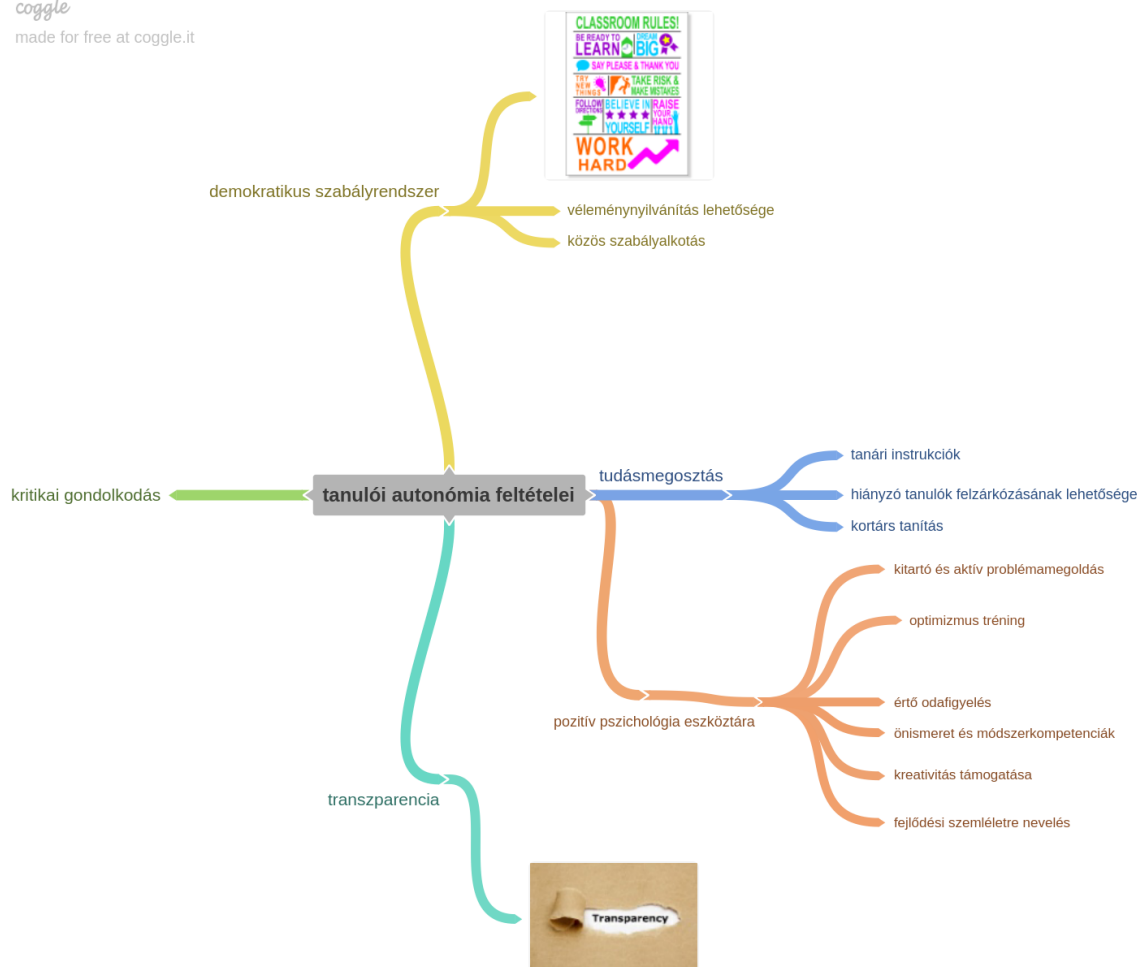 coggle
made for free at coggle.it
CLASSROOM RULES!
BE READY TO
LEARN
DREAM
BIG
SAY PLEASE & THANK YOU
TRY
NEW
THINGS
TAKE RISK &
MAKE MISTAKES
FOLLOW
DIRECTIONS
BELIEVE IN
YOURSELF
RAISE
YOUR
HAND
WORK
HARD
demokratikus szabályrendszer
véleménynyilvánítás lehetősége
közös szabályalkotás
kritikai gondolkodás
tanulói autonómia feltételei
tudásmegosztás
tanári instrukciók
hiányzó tanulók felzárkózásának lehetősége
kortárs tanítás
pozitív pszichológia eszköztára
kitartó és aktív problémamegoldás
optimizmus tréning
értő odafigyelés
önismeret és módszerkompetenciák
kreativitás támogatása
fejlődési szemléletre nevelés
transzparencia
Transparency